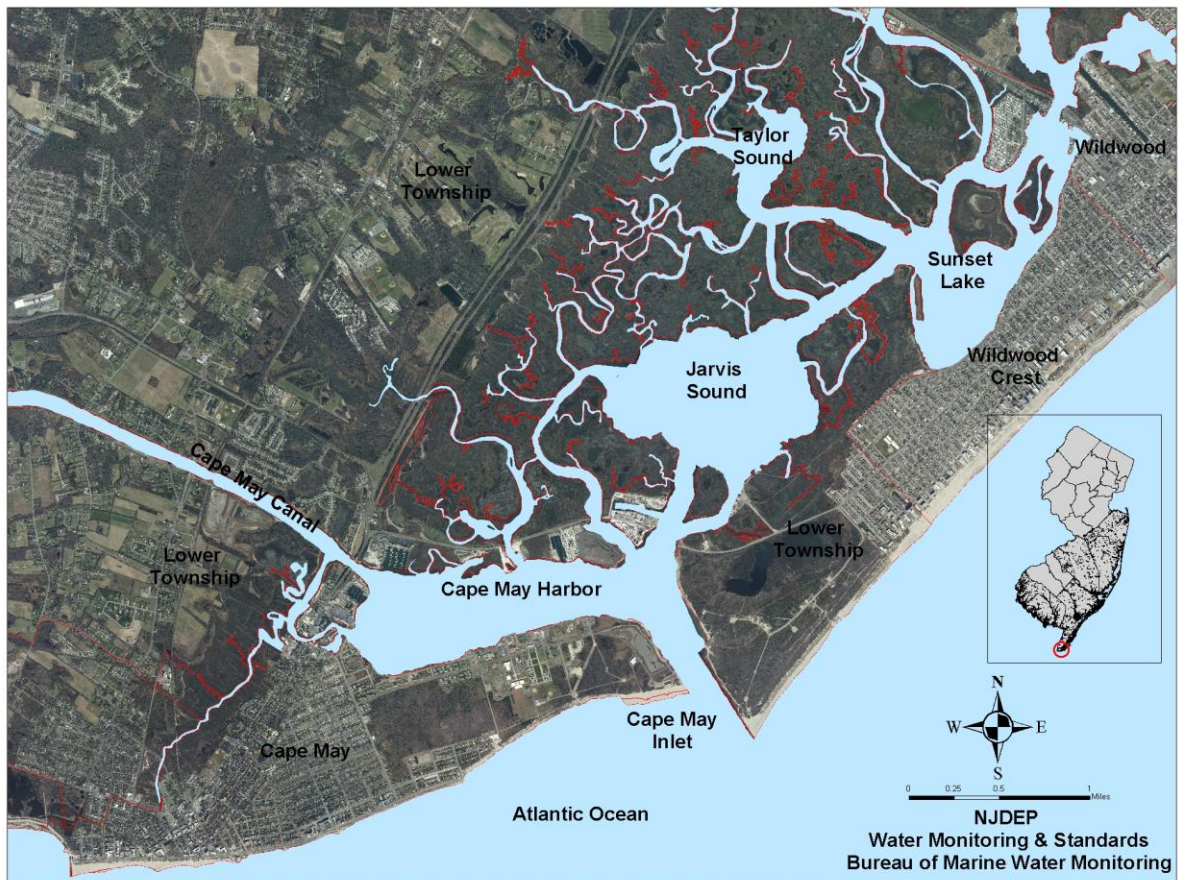 Taylor
Sound
Wildwood
Lower
Township
Sunset
Lake
Wildwood
Crest
Jarvis
Sound
Cape May Canal
Lower
Township
Lower
Township
Cape May Harbor
Cape May
Inlet
Cape May
Atlantic Ocean
N
W
E
S
0 0.25 0.5 1
Miles
NJDEP
Water Monitoring & Standards
Bureau of Marine Water Monitoring